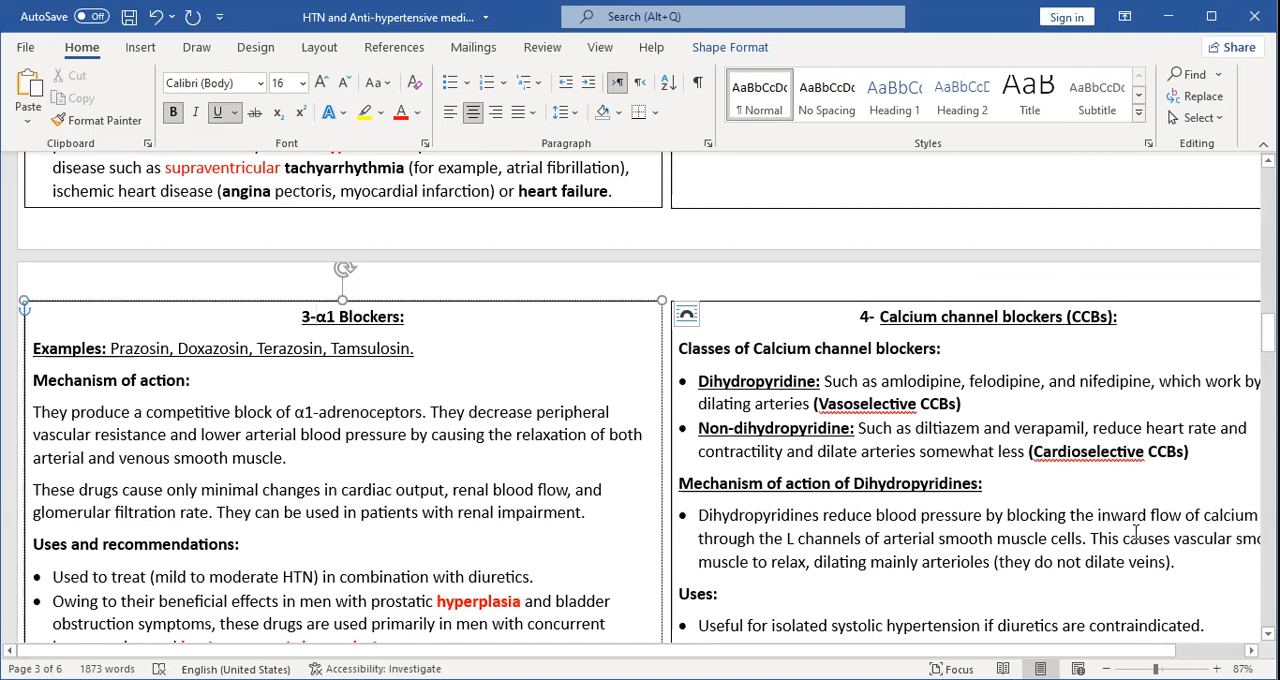 AutoSave Off
HTN and Anti-hypertensive medi...
Search (Alt+Q)
Sign in
File Home Insert Draw Design Layout References Mailings Review View Help Shape Format
Share
Paste
Cut
Copy
Format Painter
Clipboard
Calibri (Body) 16
Font
Paragraph
AaBbCcDc AaBbCcDc AaBbCc AaBbCcD AaB AaBbCcDc
¶ Normal No Spacing Heading 1 Heading 2 Title Subtitle
Styles
Find
Replace
Select
Editing
disease such as supraventricular tachyarrhythmia (for example, atrial fibrillation),
ischemic heart disease (angina pectoris, myocardial infarction) or heart failure.
3-α1 Blockers:
Examples: Prazosin, Doxazosin, Terazosin, Tamsulosin.
Mechanism of action:
They produce a competitive block of α1-adrenoceptors. They decrease peripheral
vascular resistance and lower arterial blood pressure by causing the relaxation of both
arterial and venous smooth muscle.
These drugs cause only minimal changes in cardiac output, renal blood flow, and
glomerular filtration rate. They can be used in patients with renal impairment.
Uses and recommendations:
• Used to treat (mild to moderate HTN) in combination with diuretics.
• Owing to their beneficial effects in men with prostatic hyperplasia and bladder
obstruction symptoms, these drugs are used primarily in men with concurrent
4- Calcium channel blockers (CCBs):
Classes of Calcium channel blockers:
• Dihydropyridine: Such as amlodipine, felodipine, and nifedipine, which work by
dilating arteries (Vasoselective CCBs)
• Non-dihydropyridine: Such as diltiazem and verapamil, reduce heart rate and
contractility and dilate arteries somewhat less (Cardioselective CCBs)
Mechanism of action of Dihydropyridines:
• Dihydropyridines reduce blood pressure by blocking the inward flow of calcium
through the L channels of arterial smooth muscle cells. This causes vascular smo
muscle to relax, dilating mainly arterioles (they do not dilate veins).
Uses:
• Useful for isolated systolic hypertension if diuretics are contraindicated.
Page 3 of 6 1873 words English (United States) Accessibility: Investigate Focus 87%